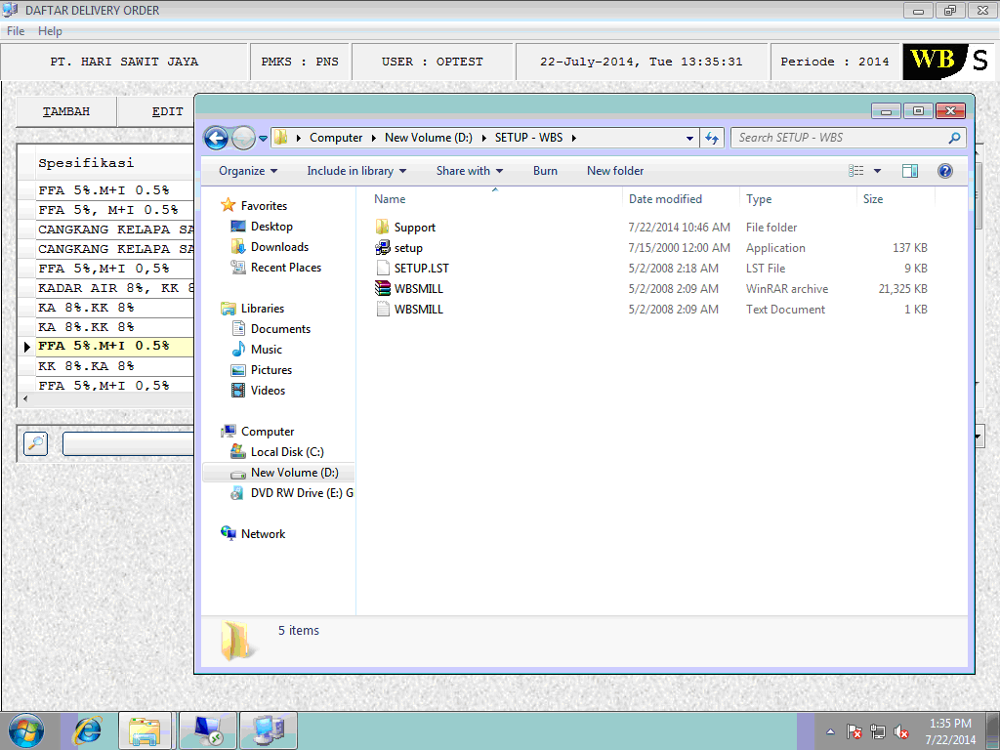 DAFTAR DELIVERY ORDER
File Help
PT. HARI SAWIT JAYA PMKS : PNS USER : OPTEST 22-July-2014, Tue 13:35:31 Periode : 2014 WB S
TAMBAH EDIT
Spesifikasi
FFA 5%.M+I 0.5%
FFA 5%, M+I 0.5%
CANGKANG KELAPA SA
CANGKANG KELAPA SA
FFA 5%,M+I 0,5%
KADAR AIR 8%, KK 8
KA 8%.KK 8%
KA 8%.KK 8%
FFA 5%.M+I 0.5%
KK 8%.KA 8%
FFA 5%,M+I 0,5%
Computer New Volume (D:) SETUP - WBS Search SETUP - WBS
Organize Include in library Share with Burn New folder
Favorites
Desktop
Downloads
Recent Places
Libraries
Documents
Music
Pictures
Videos
Computer
Local Disk (C:)
New Volume (D:)
DVD RW Drive (E:) G
Network
Name Date modified Type Size
Support 7/22/2014 10:46 AM File folder
setup 7/15/2000 12:00 AM Application 137 KB
SETUP.LST 5/2/2008 2:18 AM LST File 9 KB
WBSMILL 5/2/2008 2:09 AM WinRAR archive 21,325 KB
WBSMILL 5/2/2008 2:09 AM Text Document 1 KB
5 items
1:35 PM
7/22/2014